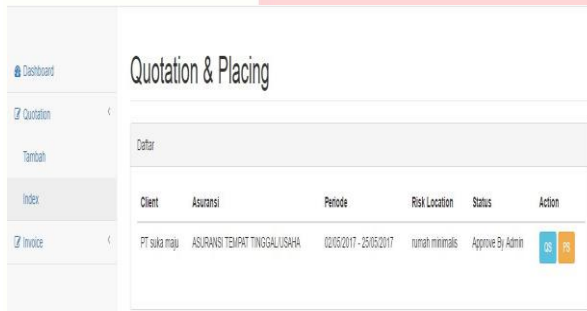 Dashboard
Quotation
Tambah
Index
Invoice
Quotation & Placing
Daftar
Client Asuransi Periode Risk Location Status Action
PT suka maju ASURANSI TEMPAT TINGGAL/USAHA 02/05/2017 - 25/05/2017 rumah minimalis Approve By Admin QS PS